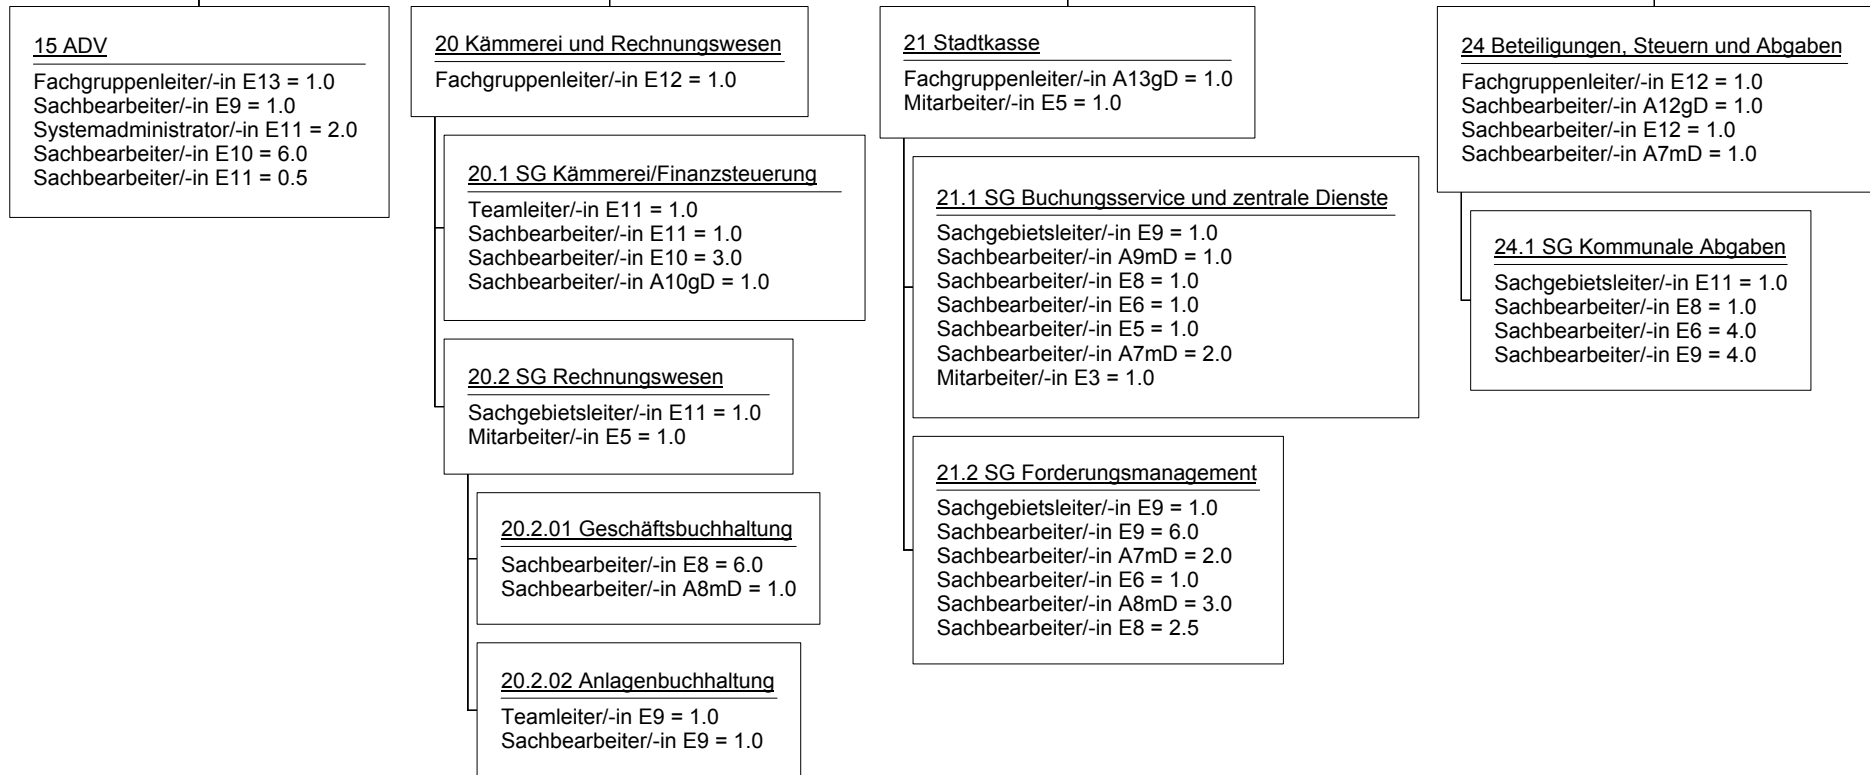 15 ADV
Fachgruppenleiter/-in E13 = 1.0
Sachbearbeiter/-in E9 = 1.0
Systemadministrator/-in E11 = 2.0
Sachbearbeiter/-in E10 = 6.0
Sachbearbeiter/-in E11 = 0.5
20 Kämmerei und Rechnungswesen
Fachgruppenleiter/-in E12 = 1.0
20.1 SG Kämmerei/Finanzsteuerung
Teamleiter/-in E11 = 1.0
Sachbearbeiter/-in E11 = 1.0
Sachbearbeiter/-in E10 = 3.0
Sachbearbeiter/-in A10gD = 1.0
20.2 SG Rechnungswesen
Sachgebietsleiter/-in E11 = 1.0
Mitarbeiter/-in E5 = 1.0
20.2.01 Geschäftsbuchhaltung
Sachbearbeiter/-in E8 = 6.0
Sachbearbeiter/-in A8mD = 1.0
20.2.02 Anlagenbuchhaltung
Teamleiter/-in E9 = 1.0
Sachbearbeiter/-in E9 = 1.0
21 Stadtkasse
Fachgruppenleiter/-in A13gD = 1.0
Mitarbeiter/-in E5 = 1.0
21.1 SG Buchungsservice und zentrale Dienste
Sachgebietsleiter/-in E9 = 1.0
Sachbearbeiter/-in A9mD = 1.0
Sachbearbeiter/-in E8 = 1.0
Sachbearbeiter/-in E6 = 1.0
Sachbearbeiter/-in E5 = 1.0
Sachbearbeiter/-in A7mD = 2.0
Mitarbeiter/-in E3 = 1.0
21.2 SG Forderungsmanagement
Sachgebietsleiter/-in E9 = 1.0
Sachbearbeiter/-in E9 = 6.0
Sachbearbeiter/-in A7mD = 2.0
Sachbearbeiter/-in E6 = 1.0
Sachbearbeiter/-in A8mD = 3.0
Sachbearbeiter/-in E8 = 2.5
24 Beteiligungen, Steuern und Abgaben
Fachgruppenleiter/-in E12 = 1.0
Sachbearbeiter/-in A12gD = 1.0
Sachbearbeiter/-in E12 = 1.0
Sachbearbeiter/-in A7mD = 1.0
24.1 SG Kommunale Abgaben
Sachgebietsleiter/-in E11 = 1.0
Sachbearbeiter/-in E8 = 1.0
Sachbearbeiter/-in E6 = 4.0
Sachbearbeiter/-in E9 = 4.0